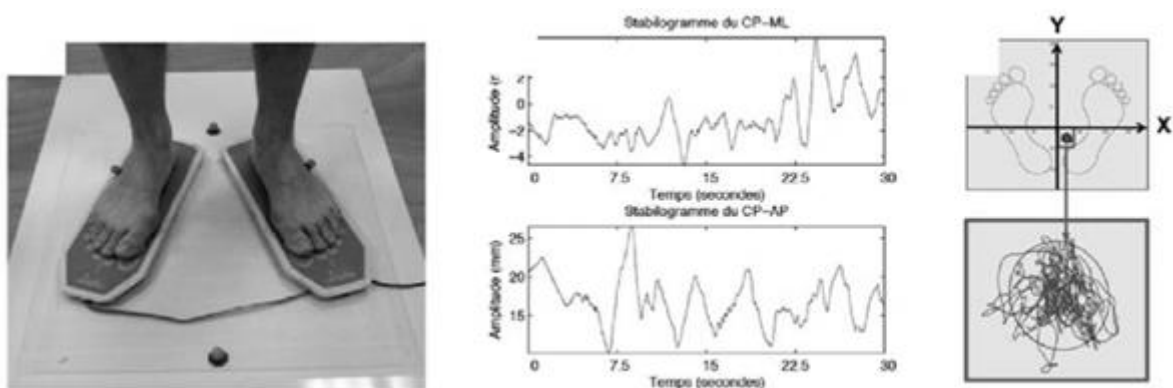 Stabilogramme du CP-ML
Amplitude (r
2
0
-2
-4
0 7.5 15 22.5 30
Temps (secondes)
Stabilogramme du CP-AP
Amplitude (mm)
25
20
15
0 7.5 15 22.5 30
Temps (secondes)
Y
X